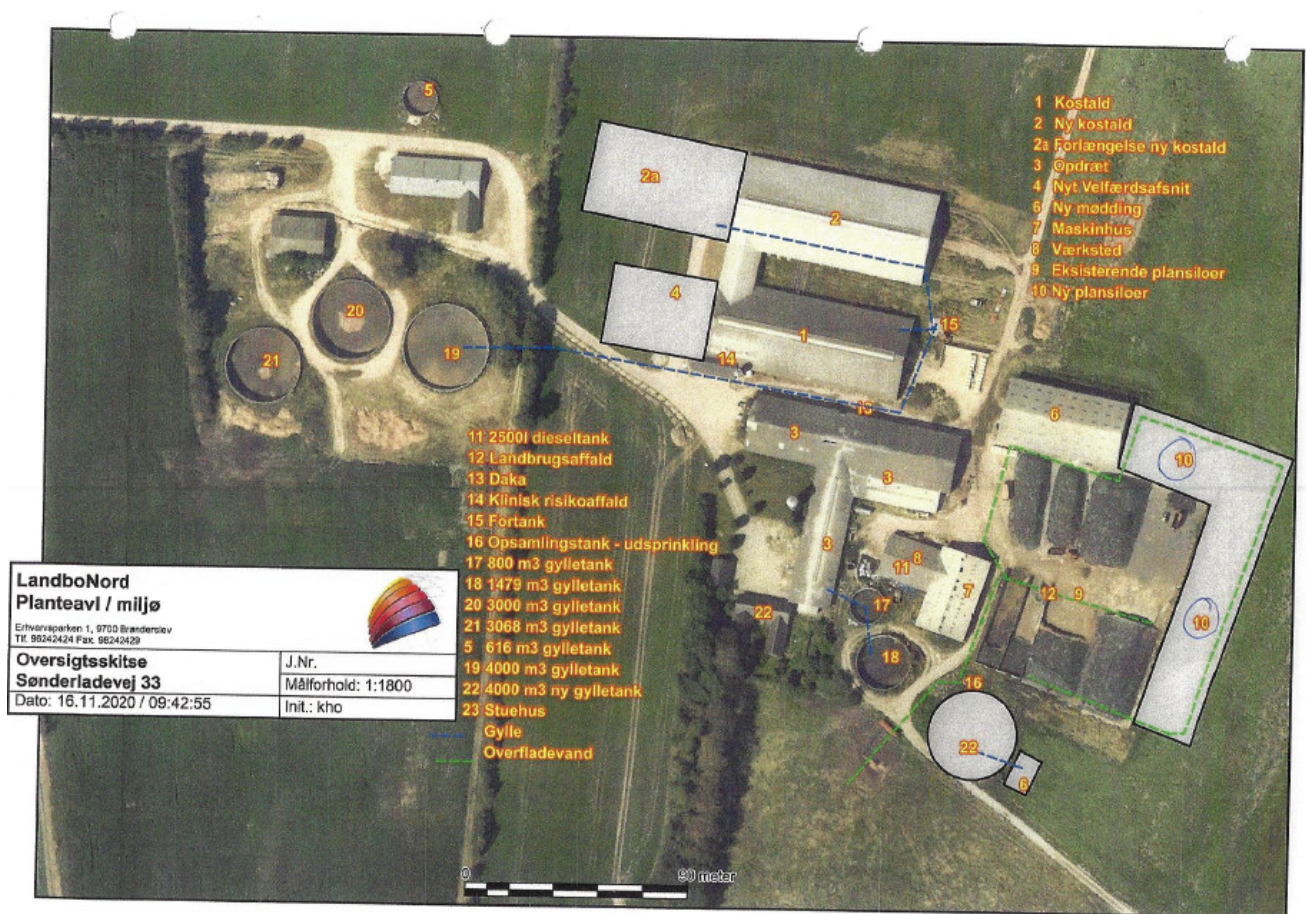 5
2a
2
4
1
15
14
20
19
21
13
3
3
3
6
10
8
11
7
17
18
12 9
10
22
16
22
6
1 Kostald
2 Ny kostald
2a Forlængelse ny kostald
3 Opdræt
4 Nyt Velfærdsafsnit
6 Ny mødding
7 Maskinhus
8 Værksted
9 Eksisterende plansiloer
10 Ny plansiloer
11 2500l dieseltank
12 Landbrugsaffald
13 Daka
14 Klinisk risikoaffald
15 Fortank
16 Opsamlingstank - udsprinkling
17 800 m3 gylletank
18 1479 m3 gylletank
20 3000 m3 gylletank
21 3068 m3 gylletank
5 616 m3 gylletank
19 4000 m3 gylletank
22 4000 m3 ny gylletank
23 Stuehus
Gylle
Overfladevand
LandboNord
Planteavl / miljø
Erhvervsparken 1, 9700 Brønderslev
Tlf. 96242424 Fax. 96242429
Oversigtsskitse
Sønderladevej 33
Dato: 16.11.2020 / 09:42:55
J.Nr.
Målforhold: 1:1800
Init.: kho
0 90 meter